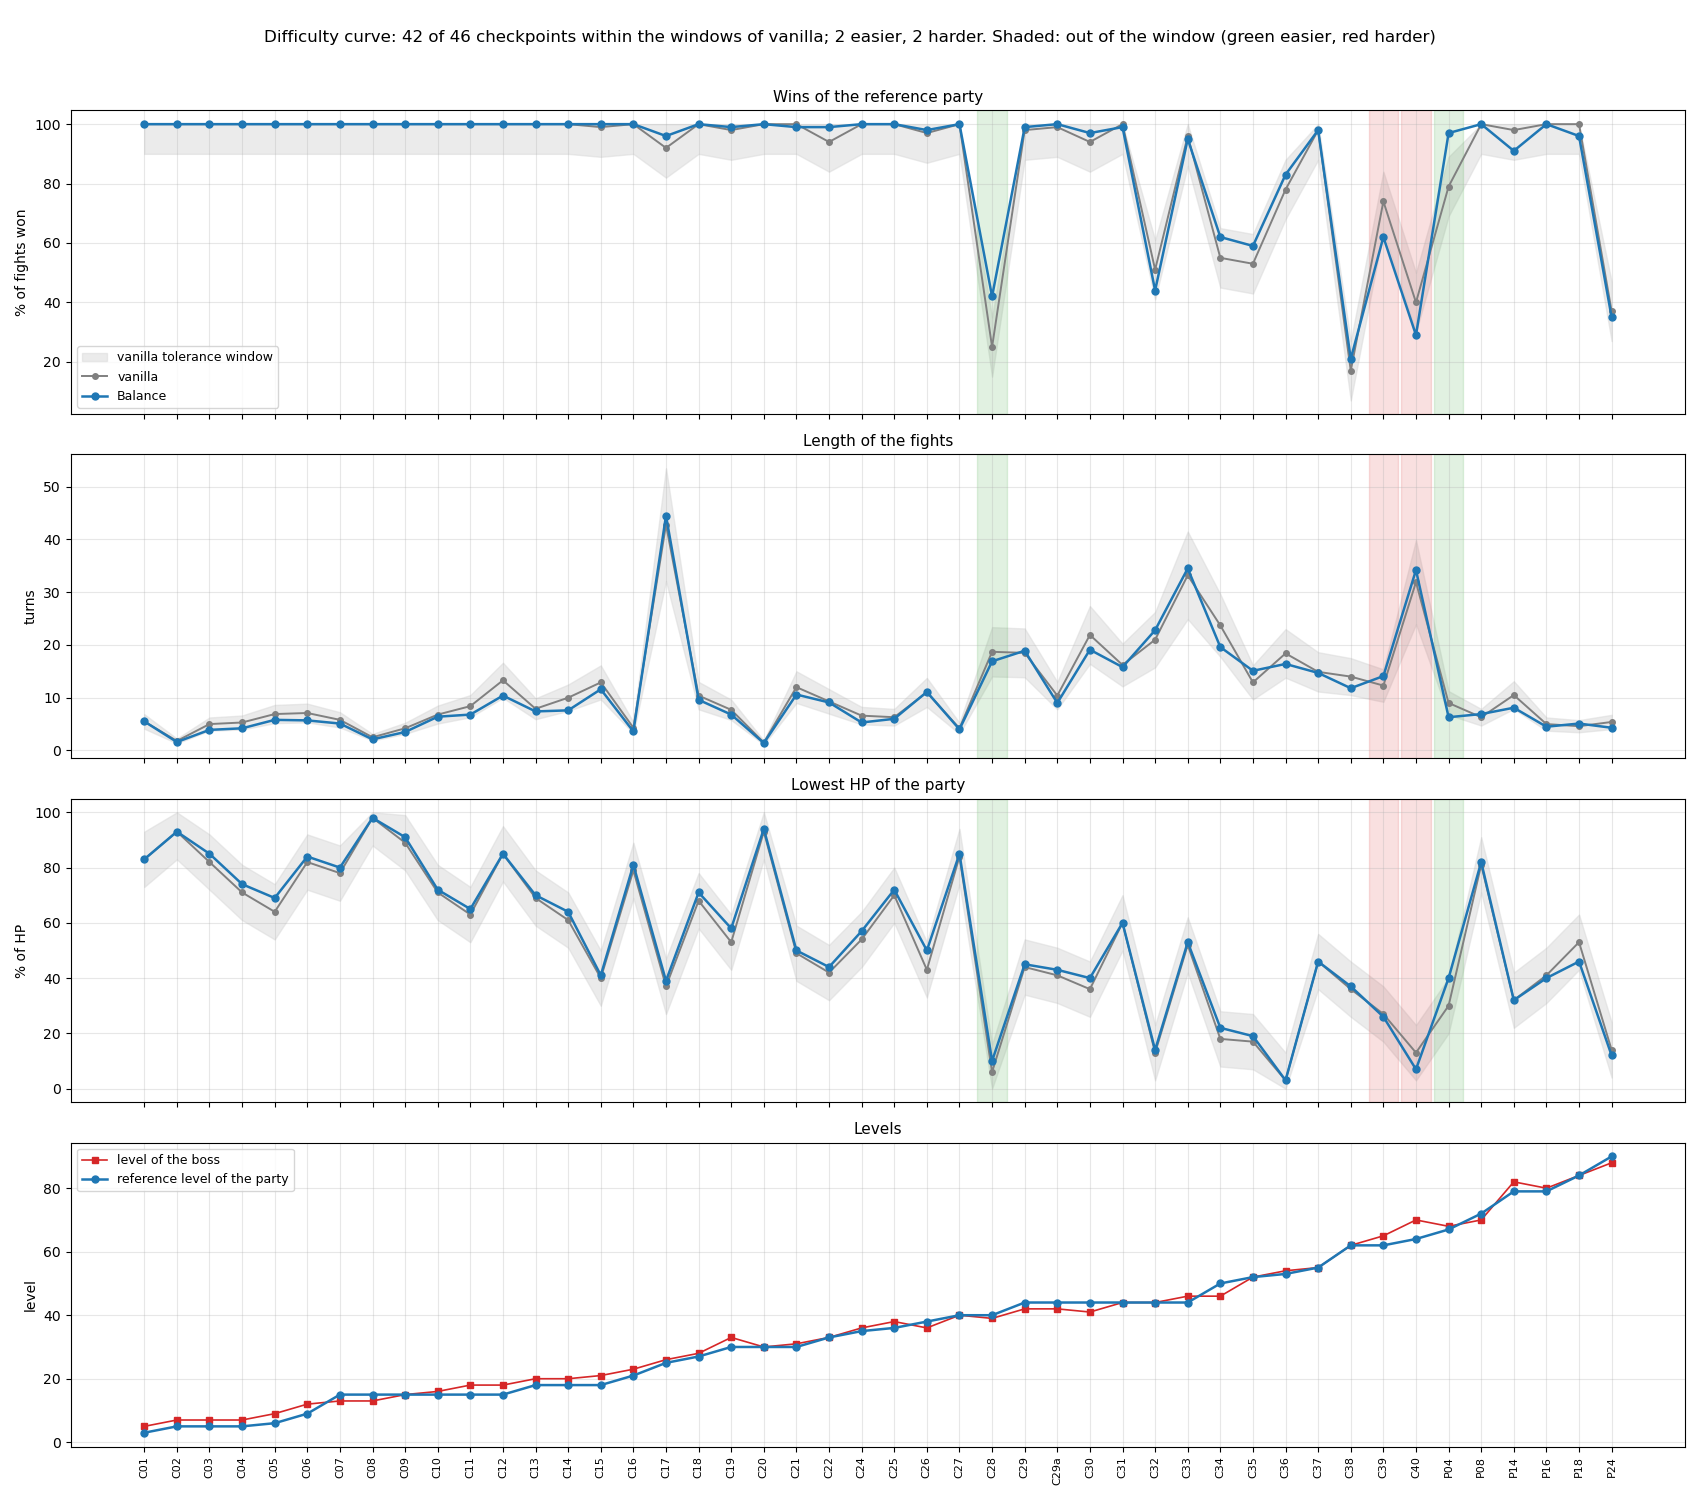 Difficulty curve: 42 of 46 checkpoints within the windows of vanilla; 2 easier, 2 harder. Shaded: out of the window (green easier, red harder)
Wins of the reference party
100
80
60
40
20
% of fights won
vanilla tolerance window
vanilla
Balance
Length of the fights
50
40
30
20
10
0
turns
Lowest HP of the party
100
80
60
40
20
0
% of HP
Levels
80
60
40
20
0
level
level of the boss
reference level of the party
C01 C02 C03 C04 C05 C06 C07 C08 C09 C10 C11 C12 C13 C14 C15 C16 C17 C18 C19 C20 C21 C22 C24 C25 C26 C27 C28 C29 C29a C30 C31 C32 C33 C34 C35 C36 C37 C38 C39 C40 P04 P08 P14 P16 P18 P24